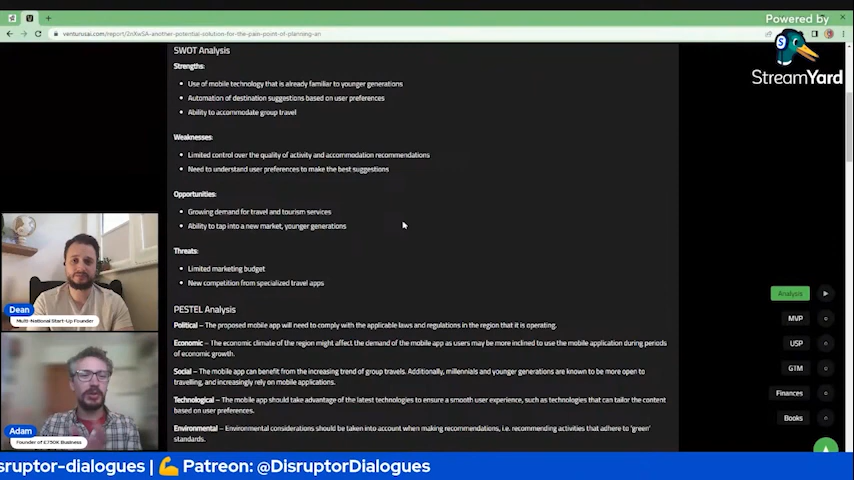 Powered by
StreamYard
venturusai.com/report/2nXwSA-another-potential-solution-for-the-pain-point-of-planning-an
SWOT Analysis
Strengths:
Use of mobile technology that is already familiar to younger generations
Automation of destination suggestions based on user preferences
Ability to accommodate group travel
Weaknesses:
Limited control over the quality of activity and accommodation recommendations
Need to understand user preferences to make the best suggestions
Opportunities:
Growing demand for travel and tourism services
Ability to tap into a new market, younger generations
Threats:
Limited marketing budget
New competition from specialized travel apps
PESTEL Analysis
Political – The proposed mobile app will need to comply with the applicable laws and regulations in the region that it is operating.
Economic – The economic climate of the region might affect the demand of the mobile app as users may be more inclined to use the mobile application during periods
of economic growth.
Social – The mobile app can benefit from the increasing trend of group travels. Additionally, millennials and younger generations are known to be more open to
travelling, and increasingly rely on mobile applications.
Technological – The mobile app should take advantage of the latest technologies to ensure a smooth user experience, such as technologies that can tailor the content
based on user preferences.
Environmental – Environmental considerations should be taken into account when making recommendations, i.e. recommending activities that adhere to 'green'
standards.
Analysis
MVP
USP
GTM
Finances
Books
Dean
Multi-National Start-Up Founder
Adam
Founder of £750K Business
sruptor-dialogues | 💪 Patreon: @DisruptorDialogues